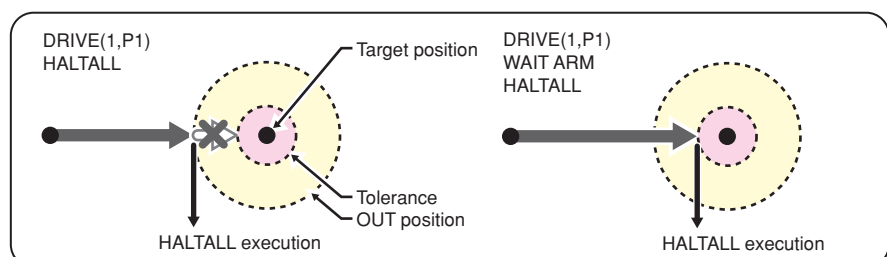 DRIVE(1,P1)
HALTALL
Target position
Tolerance
OUT position
HALTALL execution
DRIVE(1,P1)
WAIT ARM
HALTALL
HALTALL execution